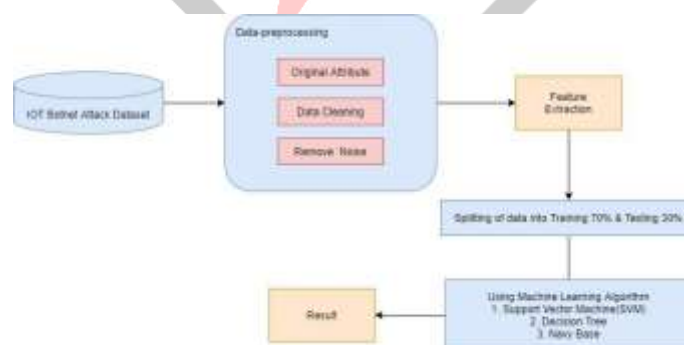 Data-preprocessing
Original Attribute
IOT Botnet Attack Dataset
Data Cleaning
Feature
Extraction
Remove Noise
Splitting of data into Training 70% & Testing 30%
Using Machine Learning Algorithm
1. Support Vector Machine(SVM)
2. Decision Tree
3. Navy Base
Result